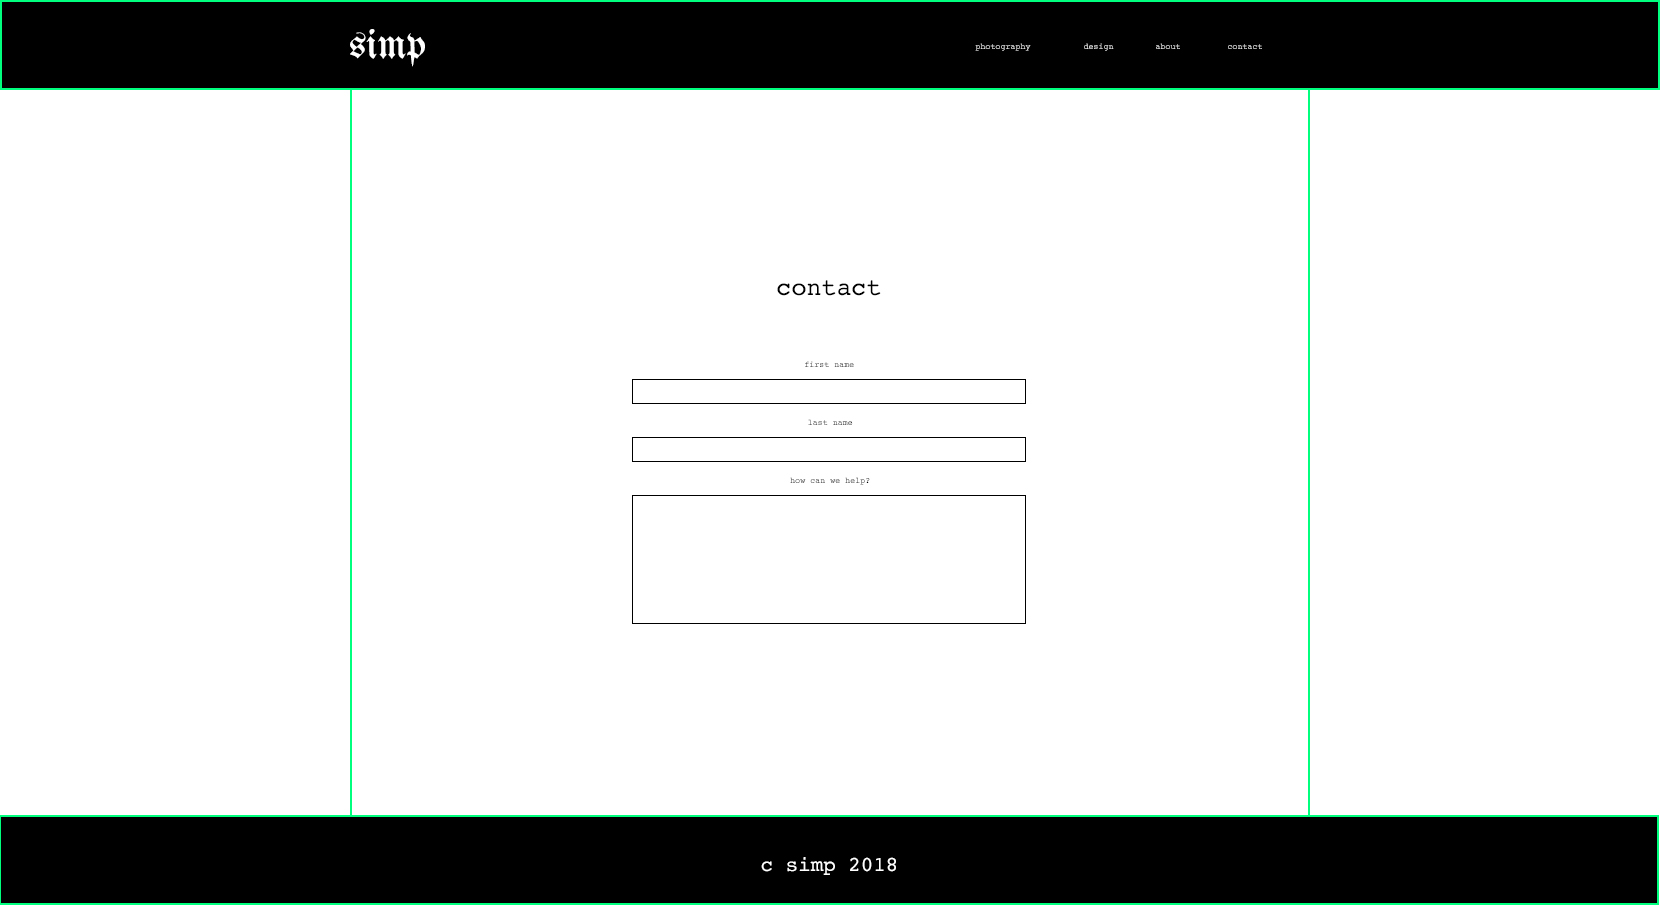 simp
photography design about contact
contact
first name
last name
how can we help?
c simp 2018